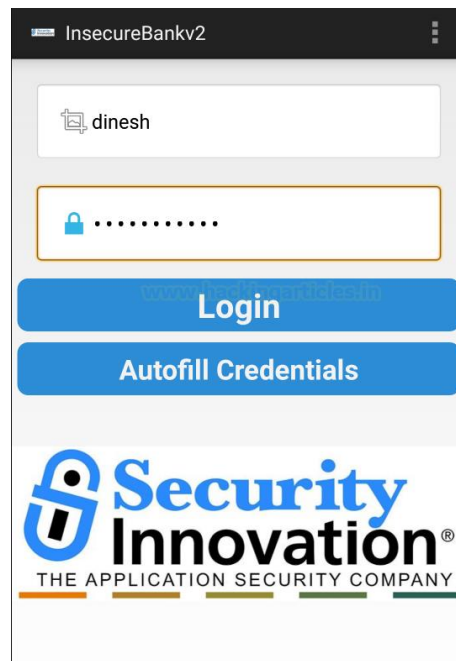 InsecureBankv2
dinesh
•••••••••••
www.hackingarticles.in
Login
Autofill Credentials
Security
Innovation®
THE APPLICATION SECURITY COMPANY